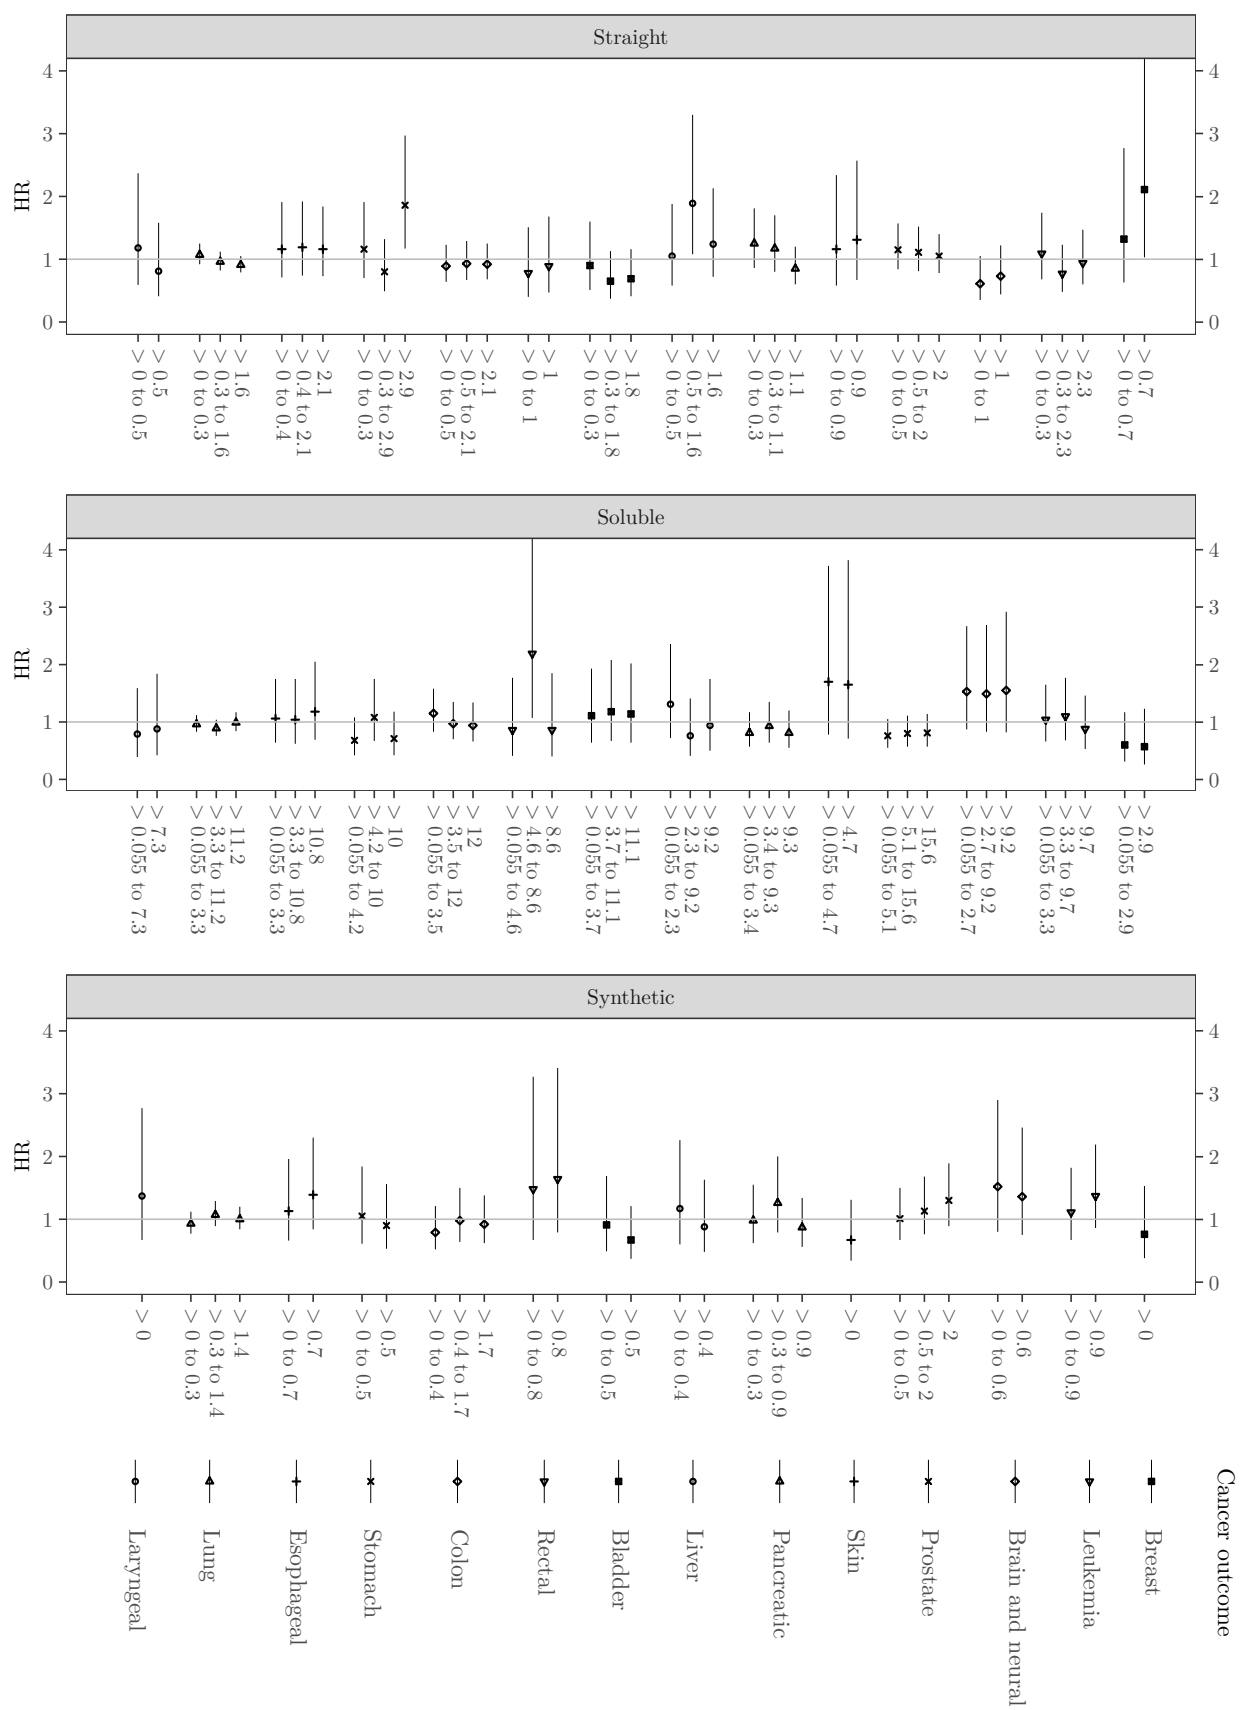 Straight
HR
4
3
2
1
0
4
3
2
1
0
> 0 to 0.5
> 0.5
> 0 to 0.3
> 0.3 to 1.6
> 1.6
> 0 to 0.4
> 0.4 to 2.1
> 2.1
> 0 to 0.3
> 0.3 to 2.9
> 2.9
> 0 to 0.5
> 0.5 to 2.1
> 2.1
> 0 to 1
> 1
> 0 to 0.3
> 0.3 to 1.8
> 1.8
> 0 to 0.5
> 0.5 to 1.6
> 1.6
> 0 to 0.3
> 0.3 to 1.1
> 1.1
> 0 to 0.9
> 0.9
> 0 to 0.5
> 0.5 to 2
> 2
> 0 to 1
> 1
> 0 to 0.3
> 0.3 to 2.3
> 2.3
> 0 to 0.7
> 0.7
Soluble
HR
4
3
2
1
0
4
3
2
1
0
> 0.055 to 7.3
> 7.3
> 0.055 to 3.3
> 3.3 to 11.2
> 11.2
> 0.055 to 3.3
> 3.3 to 10.8
> 10.8
> 0.055 to 4.2
> 4.2 to 10
> 10
> 0.055 to 3.5
> 3.5 to 12
> 12
> 0.055 to 4.6
> 4.6 to 8.6
> 8.6
> 0.055 to 3.7
> 3.7 to 11.1
> 11.1
> 0.055 to 2.3
> 2.3 to 9.2
> 9.2
> 0.055 to 3.4
> 3.4 to 9.3
> 9.3
> 0.055 to 4.7
> 4.7
> 0.055 to 5.1
> 5.1 to 15.6
> 15.6
> 0.055 to 2.7
> 2.7 to 9.2
> 9.2
> 0.055 to 3.3
> 3.3 to 9.7
> 9.7
> 0.055 to 2.9
> 2.9
Synthetic
HR
4
3
2
1
0
4
3
2
1
0
> 0
> 0 to 0.3
> 0.3 to 1.4
> 1.4
> 0 to 0.7
> 0.7
> 0 to 0.5
> 0.5
> 0 to 0.4
> 0.4 to 1.7
> 1.7
> 0 to 0.8
> 0.8
> 0 to 0.5
> 0.5
> 0 to 0.4
> 0.4
> 0 to 0.3
> 0.3 to 0.9
> 0.9
> 0
> 0 to 0.5
> 0.5 to 2
> 2
> 0 to 0.6
> 0.6
> 0 to 0.9
> 0.9
> 0
Cancer outcome
Laryngeal
Lung
Esophageal
Stomach
Colon
Rectal
Bladder
Liver
Pancreatic
Skin
Prostate
Brain and neural
Leukemia
Breast